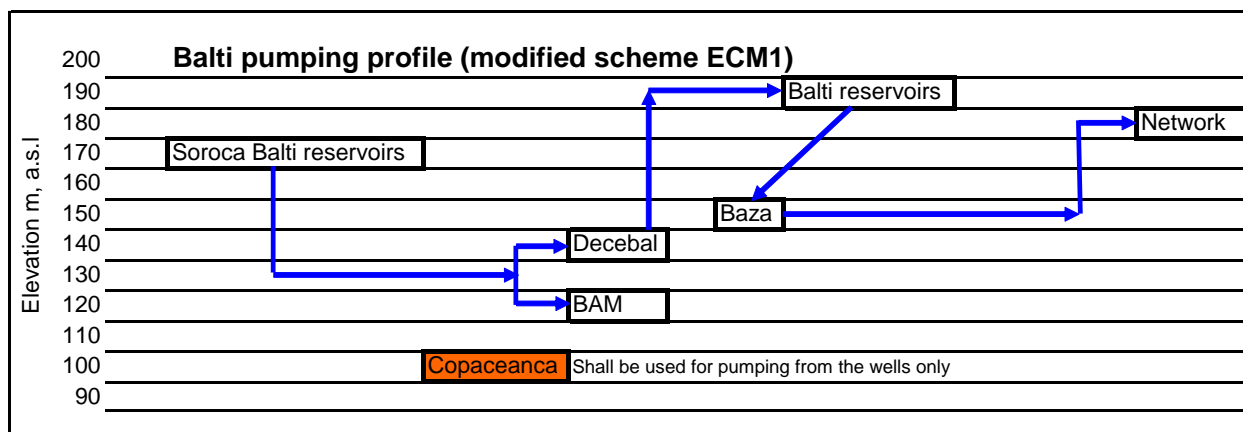 Balti pumping profile (modified scheme ECM1)
Elevation m, a.s.l
200
190
Balti reservoirs
180
Network
170
Soroca Balti reservoirs
160
150
Baza
140
Decebal
130
120
BAM
110
100
Copaceanca
Shall be used for pumping from the wells only
90